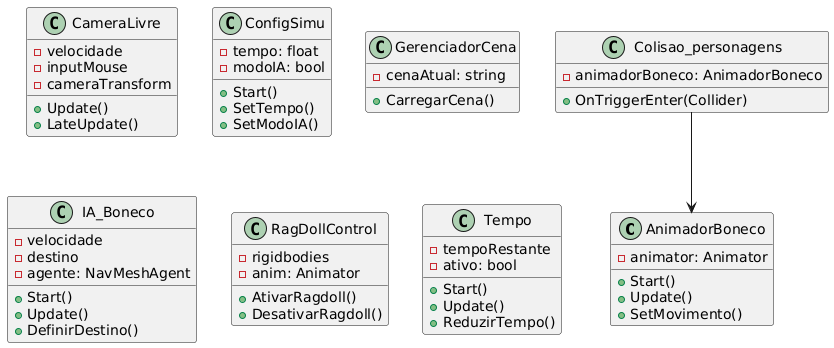 C CameraLivre
velocidade
inputMouse
cameraTransform
Update()
LateUpdate()
C ConfigSimu
tempo: float
modoIA: bool
Start()
SetTempo()
SetModoIA()
C GerenciadorCena
cenaAtual: string
CarregarCena()
C Colisao_personagens
animadorBoneco: AnimadorBoneco
OnTriggerEnter(Collider)
C IA_Boneco
velocidade
destino
agente: NavMeshAgent
Start()
Update()
DefinirDestino()
C RagDollControl
rigidbodies
anim: Animator
AtivarRagdoll()
DesativarRagdoll()
C Tempo
tempoRestante
ativo: bool
Start()
Update()
ReduzirTempo()
C AnimadorBoneco
animator: Animator
Start()
Update()
SetMovimento()